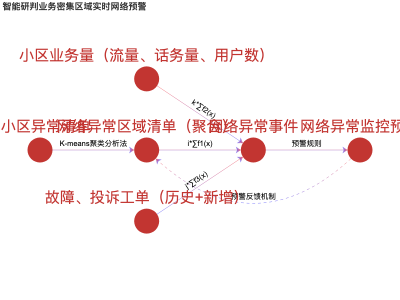 智能研判业务密集区域实时网络预警
小区业务量（流量、话务量、用户数）
k*∑f2(x)
小区异常清单
网络异常区域清单（聚合）
网络异常事件
网络异常监控预
K-means聚类分析法
i*∑f1(x)
预警规则
j*∑f3(x)
故障、投诉工单（历史+新增）
预警反馈机制